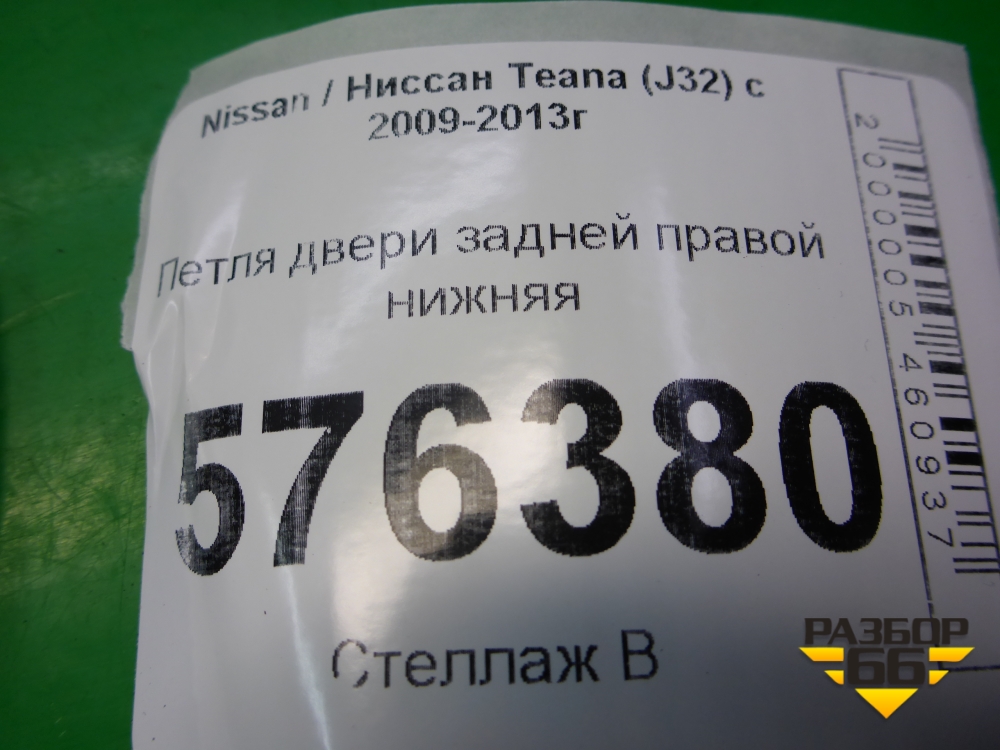 Nissan / Ниссан Teana (J32) с
2009-2013г
Петля двери задней правой
нижняя
576380
Стеллаж В
2000005460937
РАЗБОР
66